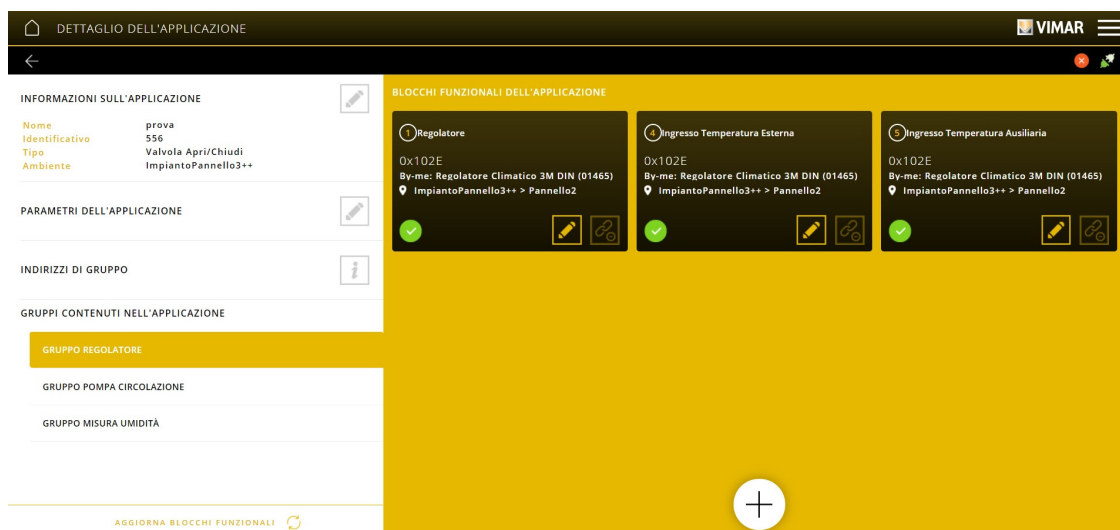 DETTAGLIO DELL'APPLICAZIONE
VIMAR
INFORMAZIONI SULL'APPLICAZIONE
Nome prova
Identificativo 556
Tipo Valvola Apri/Chiudi
Ambiente ImpiantoPannello3++
PARAMETRI DELL'APPLICAZIONE
INDIRIZZI DI GRUPPO
i
GRUPPI CONTENUTI NELL'APPLICAZIONE
GRUPPO REGOLATORE
GRUPPO POMPA CIRCOLAZIONE
GRUPPO MISURA UMIDITÀ
AGGIORNA BLOCCHI FUNZIONALI
BLOCCHI FUNZIONALI DELL'APPLICAZIONE
1 Regolatore
0x102E
By-me: Regolatore Climatico 3M DIN (01465)
ImpiantoPannello3++ > Pannello2
4 Ingresso Temperatura Esterna
0x102E
By-me: Regolatore Climatico 3M DIN (01465)
ImpiantoPannello3++ > Pannello2
5 Ingresso Temperatura Ausiliaria
0x102E
By-me: Regolatore Climatico 3M DIN (01465)
ImpiantoPannello3++ > Pannello2